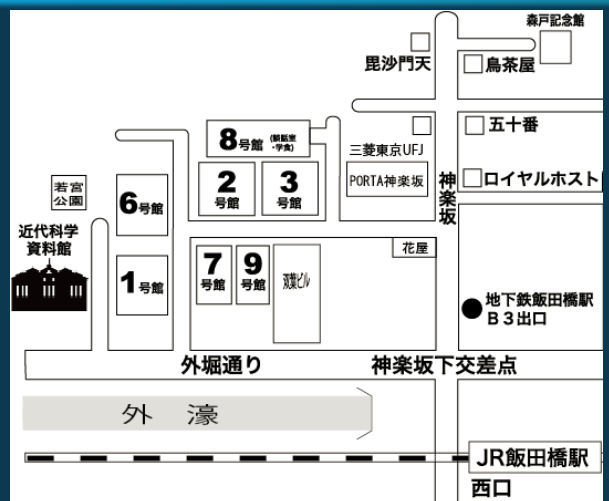 森戸記念館
毘沙門天
鳥茶屋
五十番
三菱東京UFJ
PORTA神楽坂
神楽坂
ロイヤルホスト
8号館
(談話室
・学食)
2
号館
3
号館
若宮
公園
6号館
近代科学
資料館
1号館
7
号館
9
号館
双葉ビル
花屋
地下鉄飯田橋駅
B3出口
外堀通り
神楽坂下交差点
外 濠
JR飯田橋駅
西口